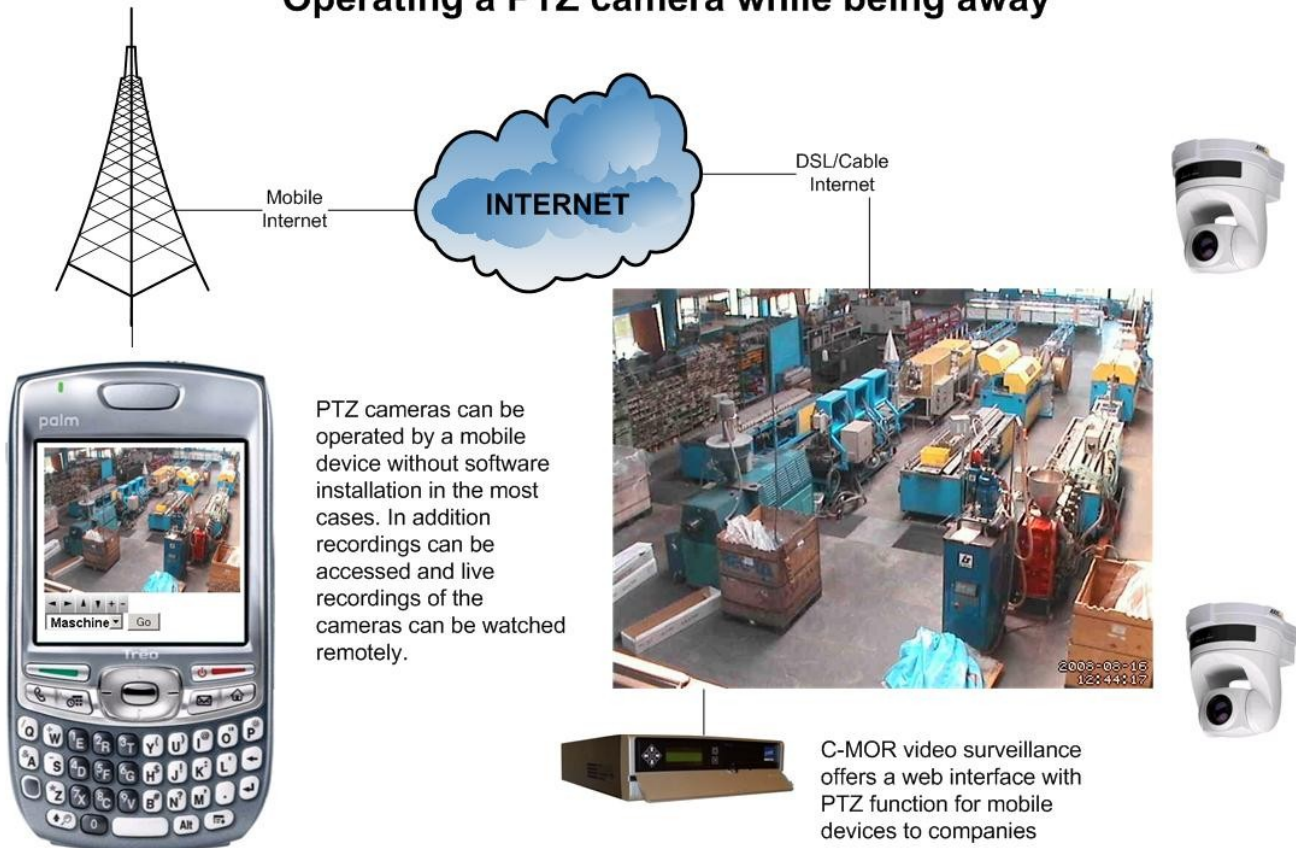 Operating a PTZ camera while being away
Mobile
Internet
INTERNET
DSL/Cable
Internet
palm
Maschine
Go
Treo
PTZ cameras can be
operated by a mobile
device without software
installation in the most
cases. In addition
recordings can be
accessed and live
recordings of the
cameras can be watched
remotely.
2008-08-16
12:44:17
Q W E R T Y U I O P
A S D F G H J K L
Z X C V B N M .
0 Alt
C-MOR video surveillance
offers a web interface with
PTZ function for mobile
devices to companies